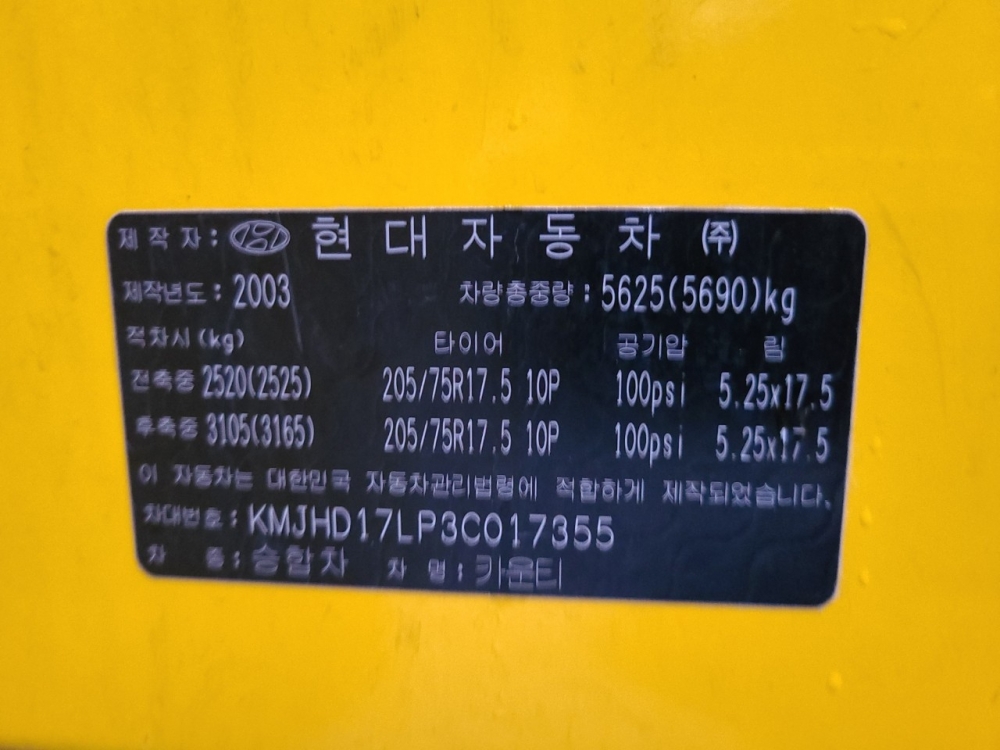 제작자: 현대자동차 ㈜
제작년도: 2003 차량총중량: 5625(5690)kg
적차시 (kg) 타이어 공기압 림
전축중 2520(2525) 205/75R17.5 10P 100psi 5.25x17.5
후축중 3105(3165) 205/75R17.5 10P 100psi 5.25x17.5
이 자동차는 대한민국 자동차관리법령에 적합하게 제작되었습니다.
차대번호: KMJHD17LP3C017355
차 종: 승합차 차 명: 카운티